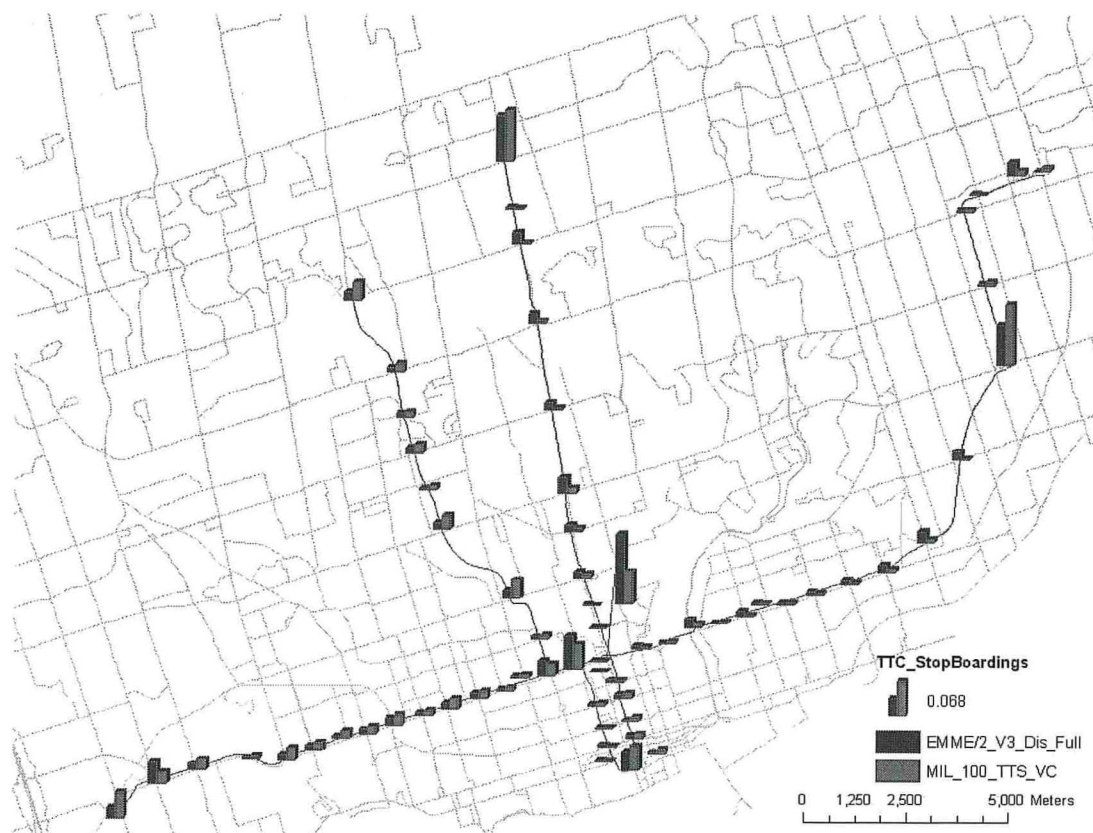 TTC_StopBoardings
0.068
EMME/2_V3_Dis_Full
MIL_100_TTS_VC
0 1,250 2,500 5,000 Meters